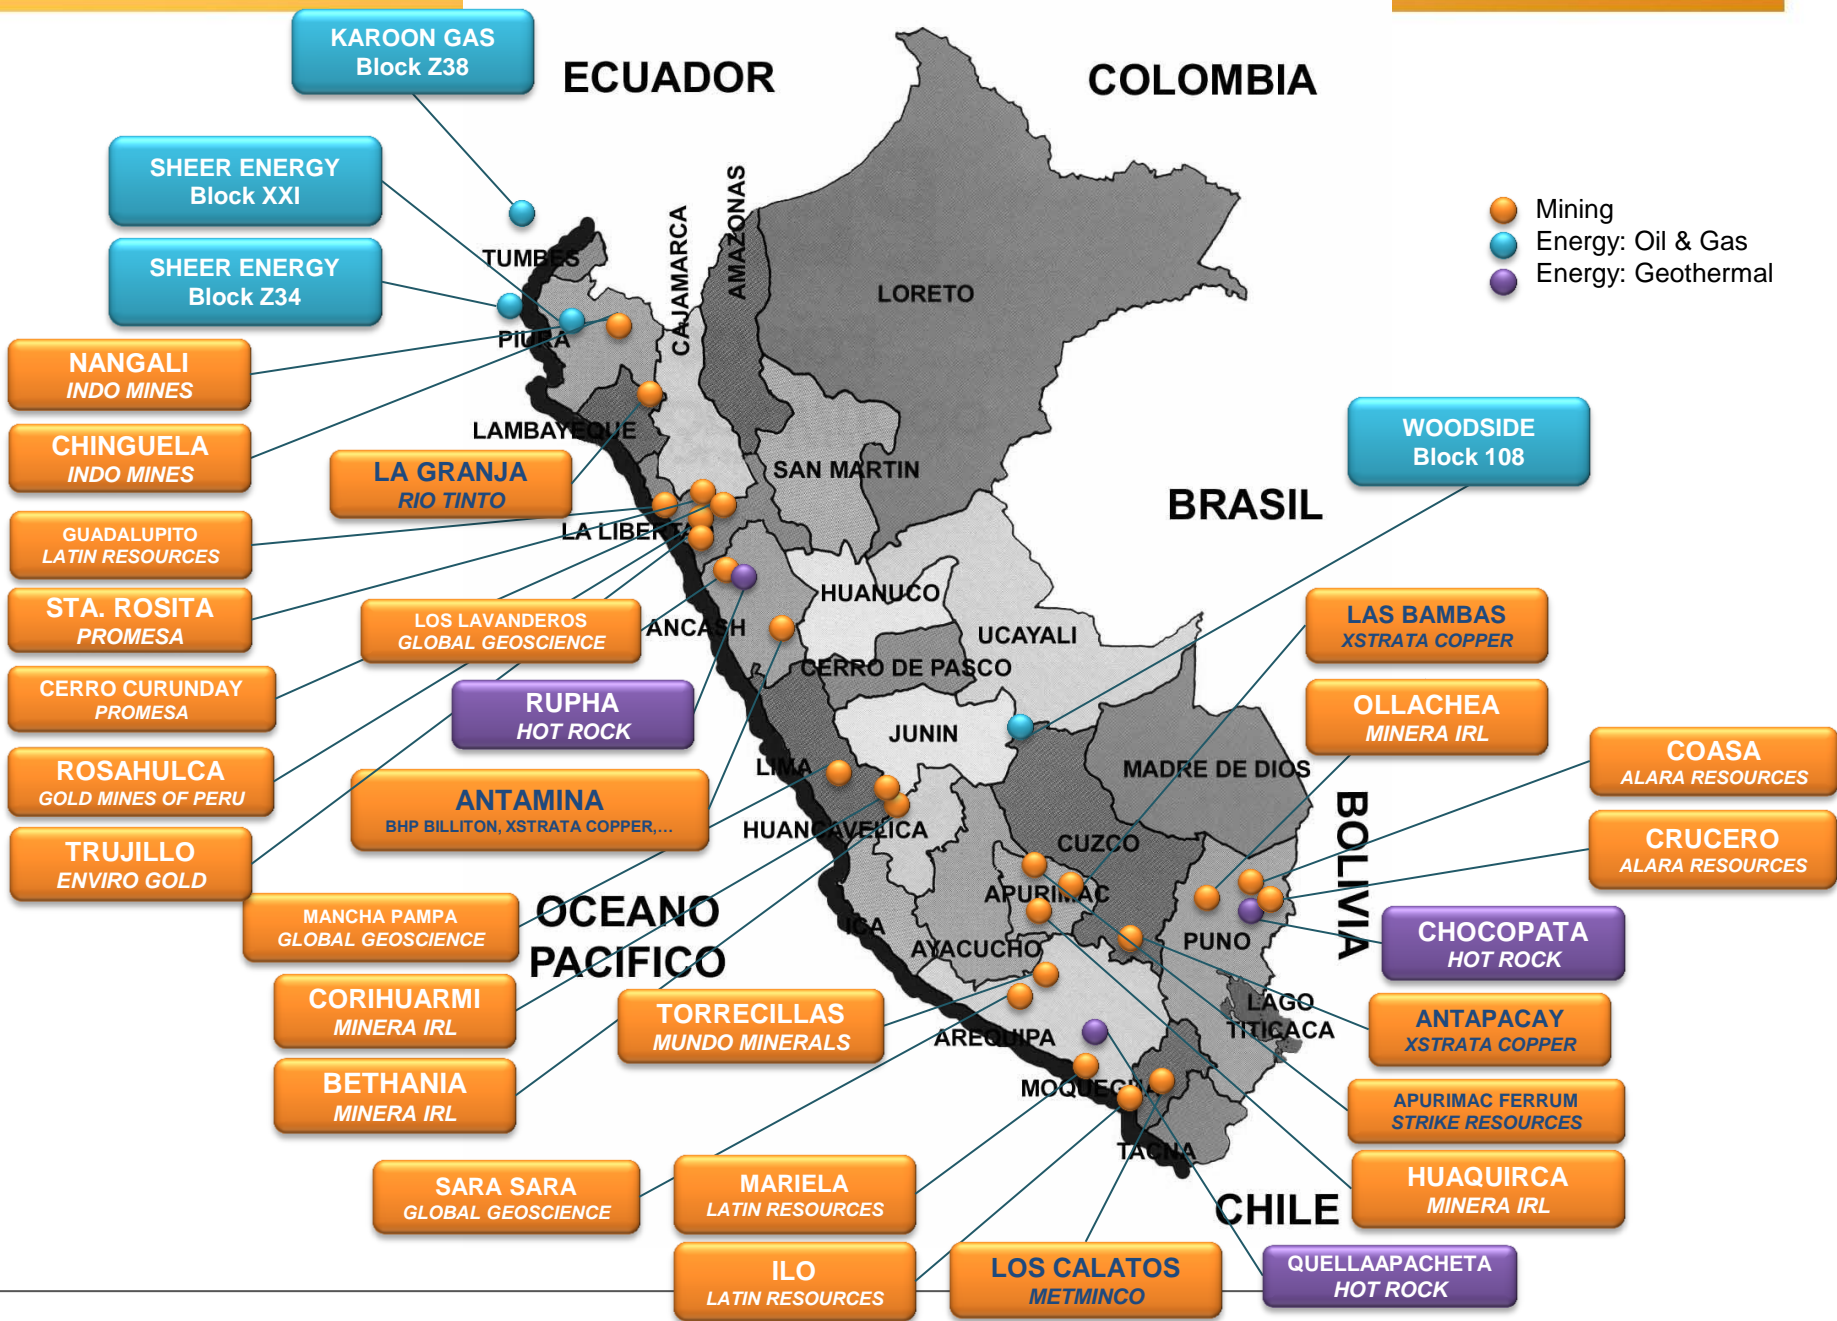 KAROON GAS
Block Z38
ECUADOR
COLOMBIA
SHEER ENERGY
Block XXI
SHEER ENERGY
Block Z34
Mining
Energy: Oil & Gas
Energy: Geothermal
TUMBES
CAJAMARCA
AMAZONAS
LORETO
PIURA
NANGALI
INDO MINES
CHINGUELA
INDO MINES
LAMBAYEQUE
LA GRANJA
RIO TINTO
SAN MARTIN
WOODSIDE
Block 108
BRASIL
GUADALUPITO
LATIN RESOURCES
LA LIBERTA
STA. ROSITA
PROMESA
LOS LAVANDEROS
GLOBAL GEOSCIENCE
ANCASH
HUANUCO
UCAYALI
LAS BAMBAS
XSTRATA COPPER
CERRO DE PASCO
CERRO CURUNDAY
PROMESA
RUPHA
HOT ROCK
OLLACHEA
MINERA IRL
JUNIN
COASA
ALARA RESOURCES
ROSAHULCA
GOLD MINES OF PERU
LIMA
MADRE DE DIOS
ANTAMINA
BHP BILLITON, XSTRATA COPPER,...
HUANCAVELICA
CUZCO
BOLIVIA
CRUCERO
ALARA RESOURCES
TRUJILLO
ENVIRO GOLD
APURIMAC
MANCHA PAMPA
GLOBAL GEOSCIENCE
OCEANO
PACIFICO
ICA
AYACUCHO
PUNO
CHOCOPATA
HOT ROCK
CORIHUARMI
MINERA IRL
TORRECILLAS
MUNDO MINERALS
AREQUIPA
LAGO
TITICACA
ANTAPACAY
XSTRATA COPPER
BETHANIA
MINERA IRL
MOQUEGUA
APURIMAC FERRUM
STRIKE RESOURCES
TACNA
SARA SARA
GLOBAL GEOSCIENCE
MARIELA
LATIN RESOURCES
CHILE
HUAQUIRCA
MINERA IRL
ILO
LATIN RESOURCES
LOS CALATOS
METMINCO
QUELLAAPACHETA
HOT ROCK